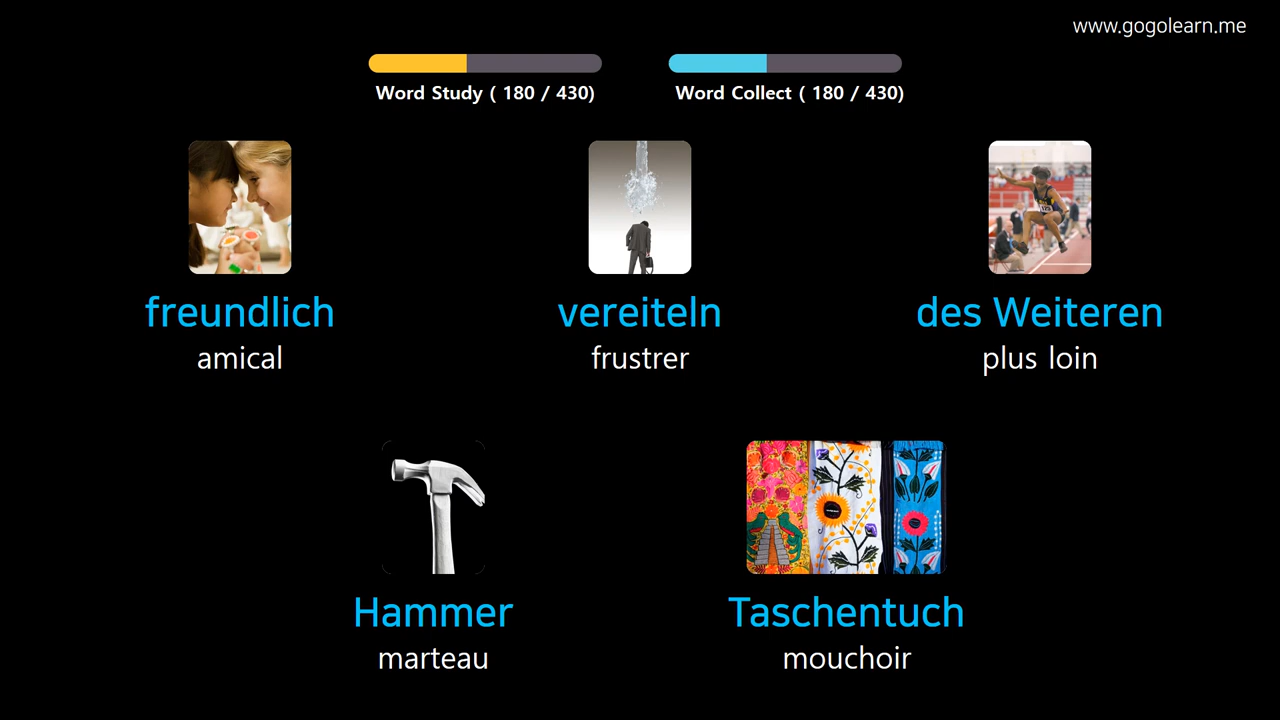 www.gogolearn.me
Word Study ( 180 / 430)
Word Collect ( 180 / 430)
freundlich
amical
vereiteln
frustrer
des Weiteren
plus loin
Hammer
marteau
Taschentuch
mouchoir